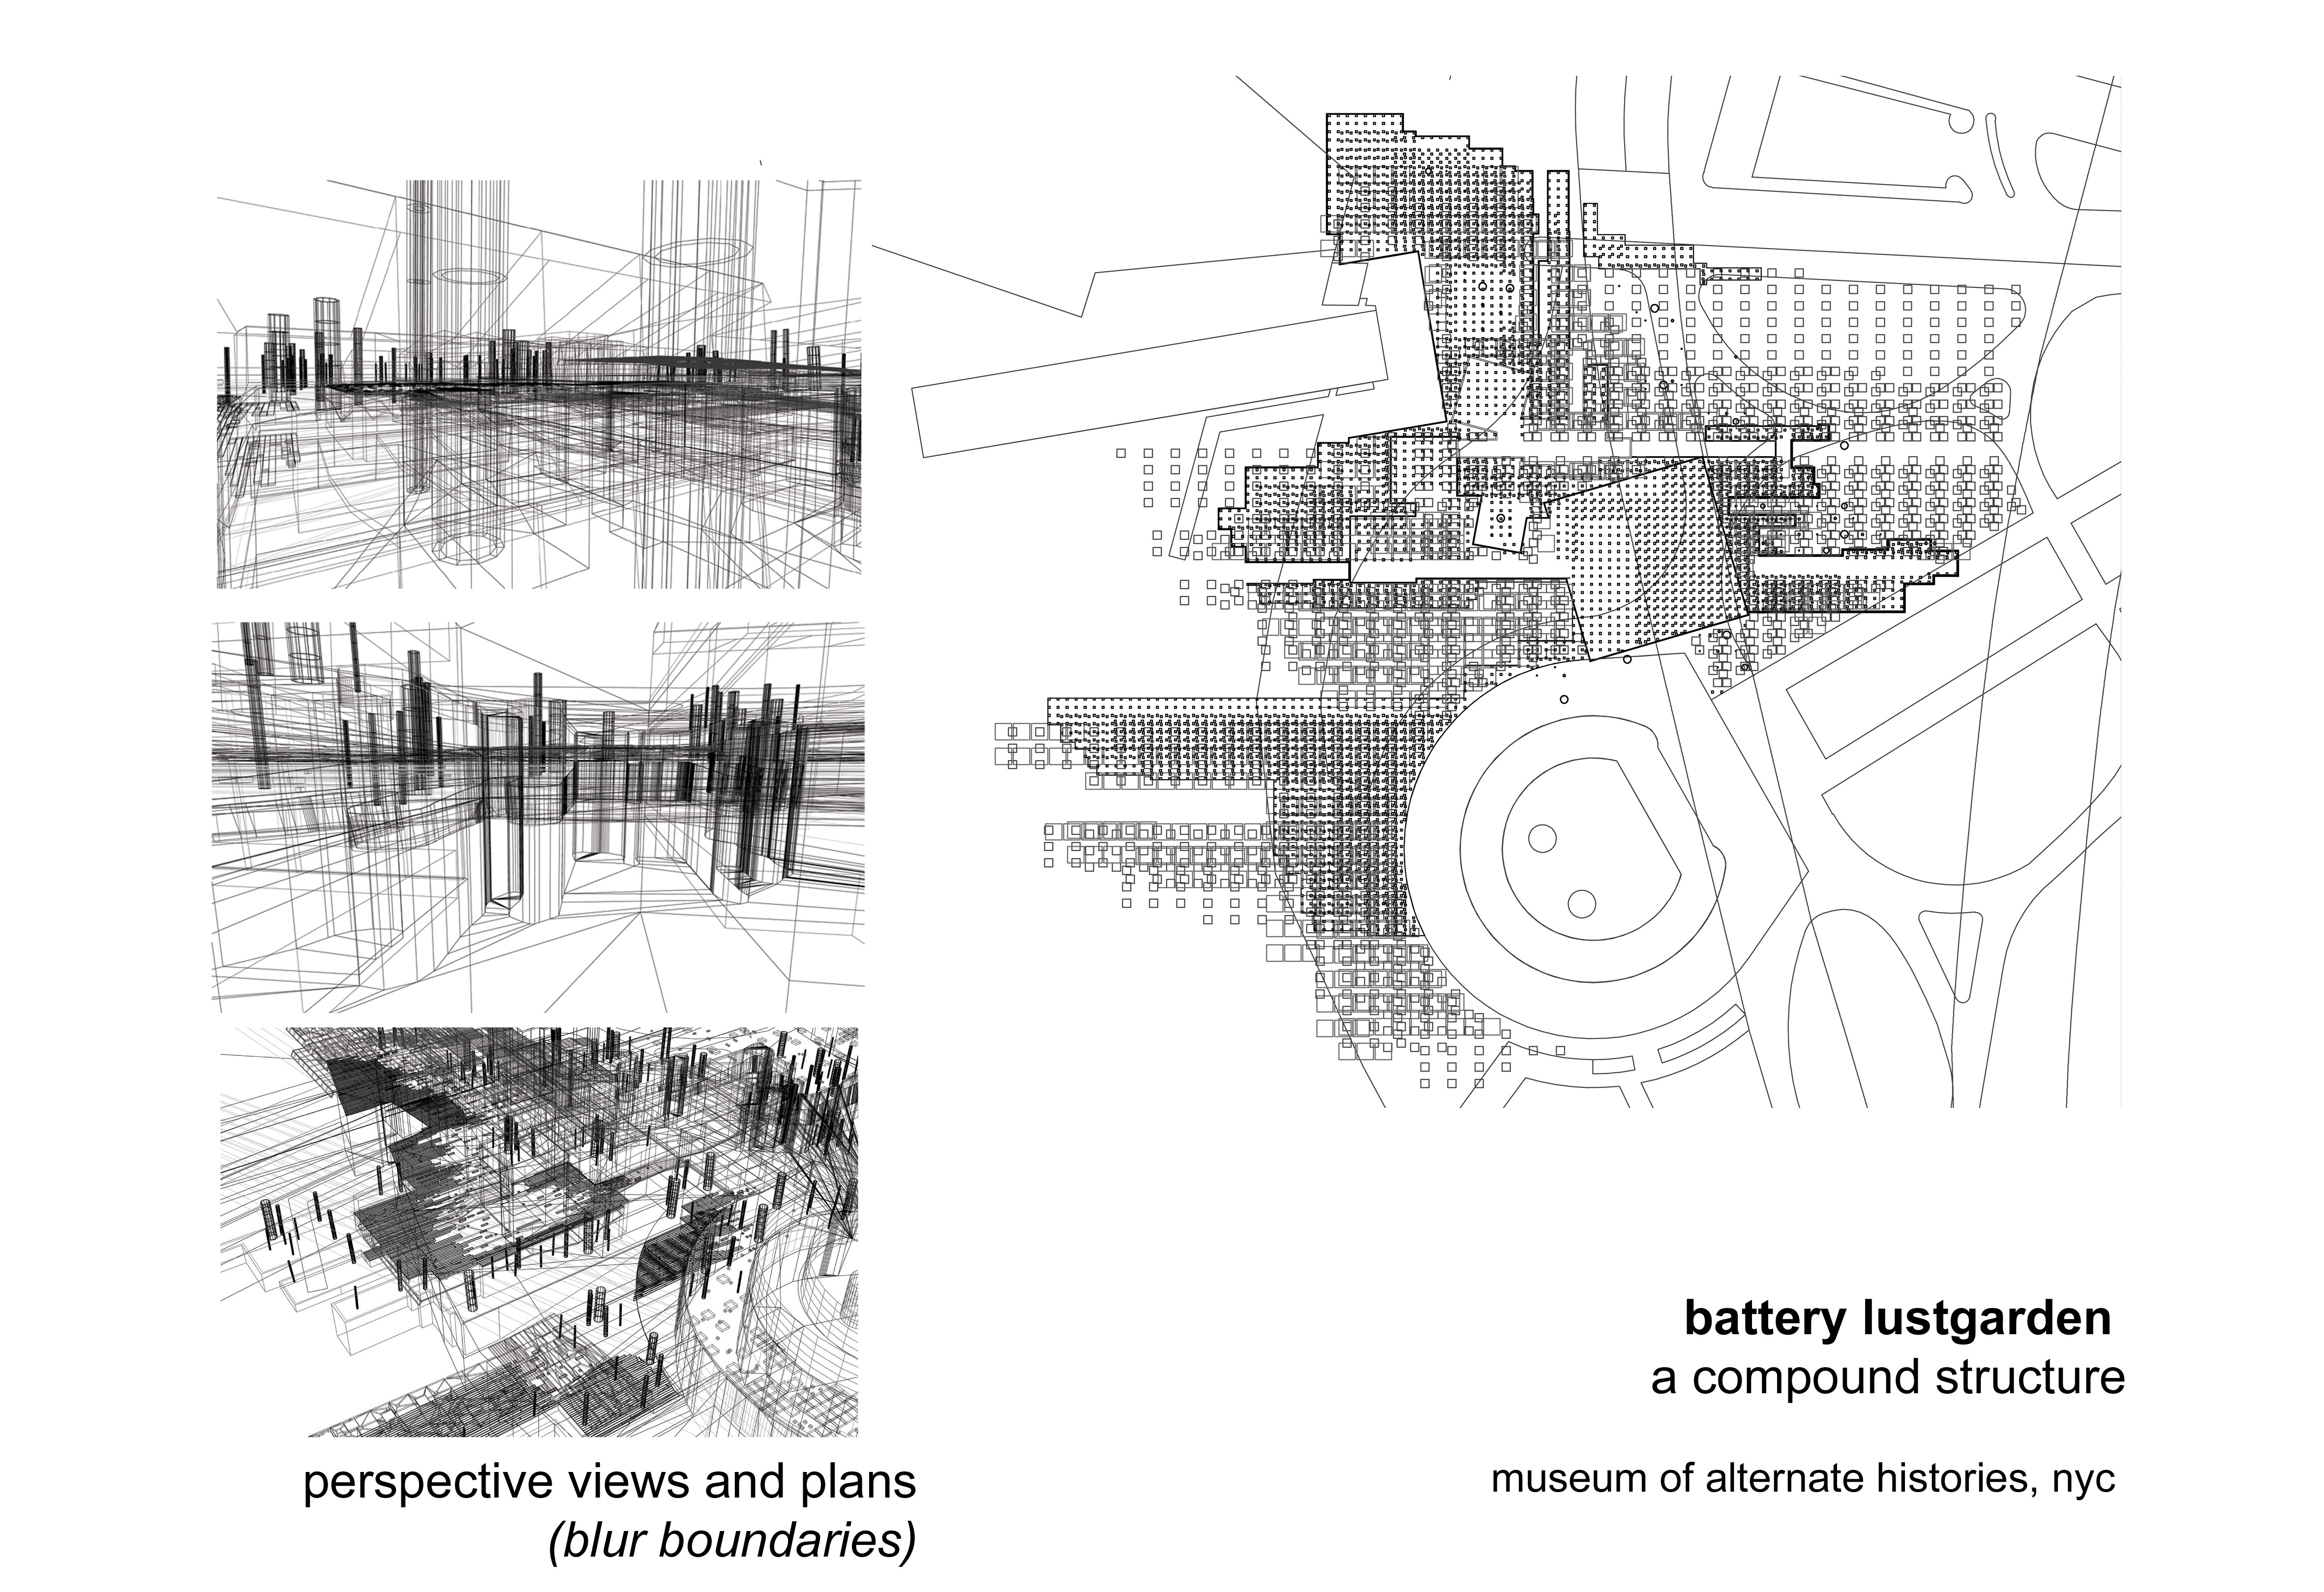 perspective views and plans
(blur boundaries)
battery lustgarden
a compound structure
museum of alternate histories, nyc